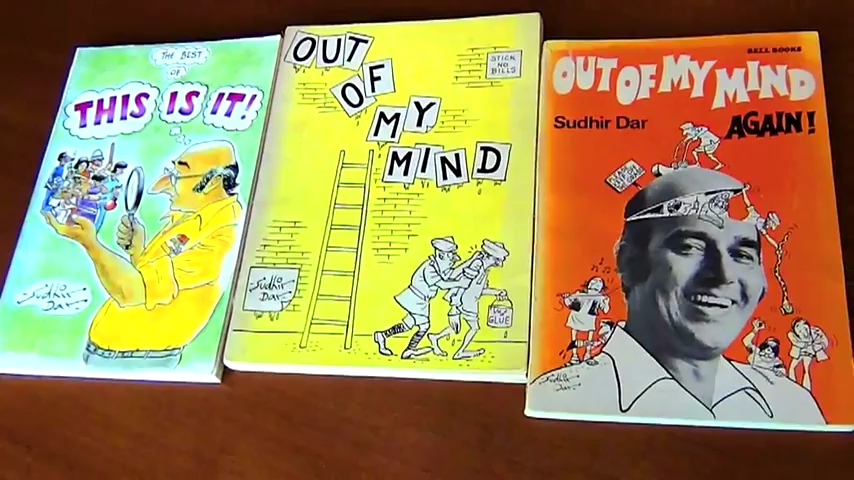 THE BEST
OF
THIS IS IT!
Sudhir
Dar
OUT
OF
MY
MIND
STICK
NO
BILLS
Sudhir
Dar
GLUE
BELL BOOKS
OUT OF MY MIND
Sudhir Dar
AGAIN!
Sudhir
Dar